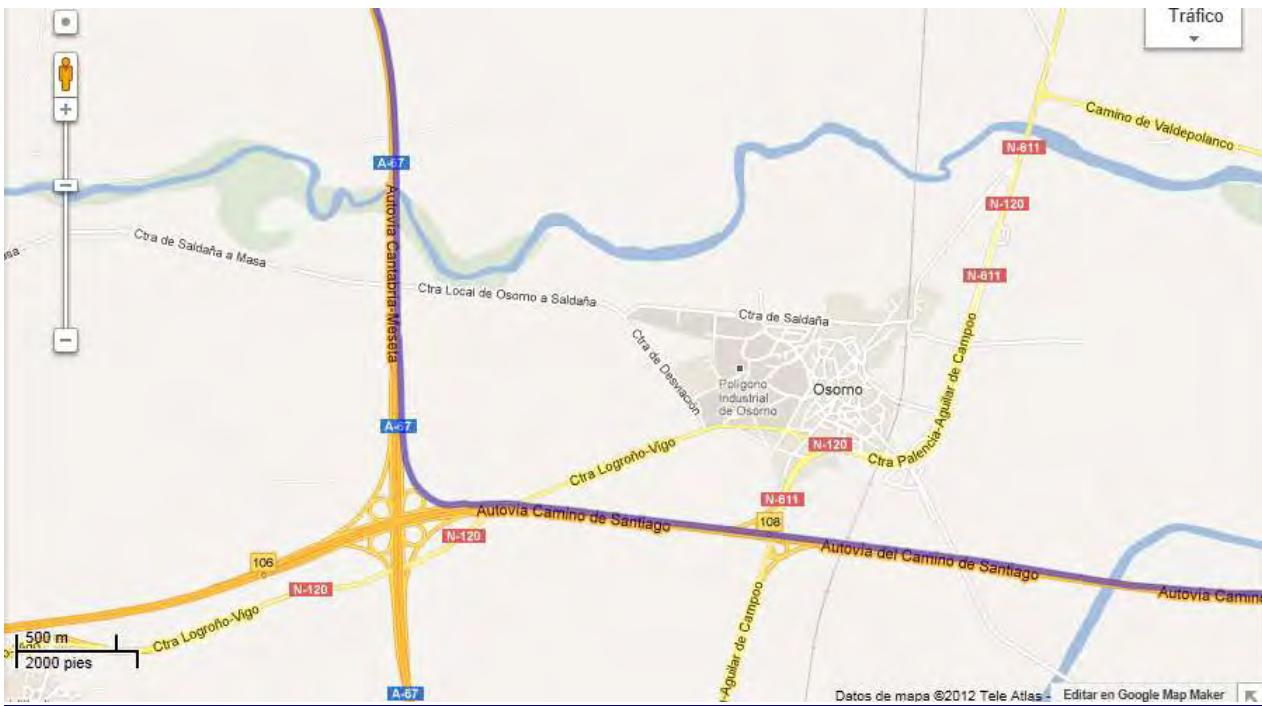 Tráfico
Camino de Valdepolanco
N-611
A-67
N-120
Autovía Cantabria-Meseta
Ctra de Saldaña a Masa
N-611
Ctra Local de Osorno a Saldaña
Ctra de Saldaña
Ctra de Desviación
Polígono
Industrial
de Osorno
Osorno
Ctra Palencia-Aguilar de Campoo
A-67
N-120
Ctra Logroño-Vigo
N-611
Autovía Camino de Santiago
108
N-120
Autovía del Camino de Santiago
106
N-120
Autovía Camino
Ctra Logroño-Vigo
Aguilar de Campoo
500 m
2000 pies
A-67
Datos de mapa ©2012 Tele Atlas -
Editar en Google Map Maker